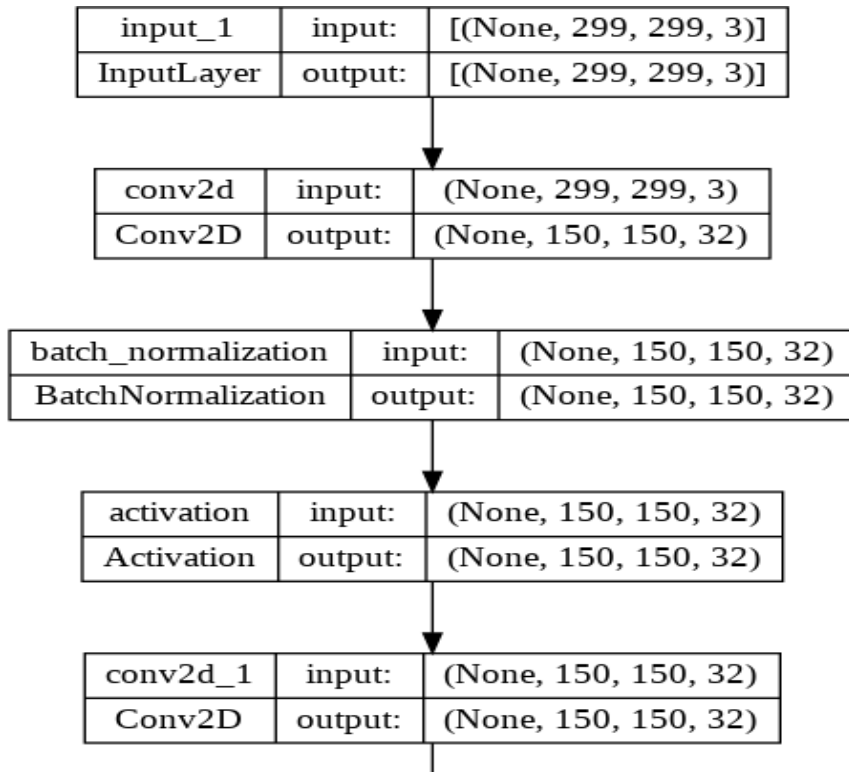 input_1 input: [(None, 299, 299, 3)]
InputLayer output: [(None, 299, 299, 3)]
conv2d input: (None, 299, 299, 3)
Conv2D output: (None, 150, 150, 32)
batch_normalization input: (None, 150, 150, 32)
BatchNormalization output: (None, 150, 150, 32)
activation input: (None, 150, 150, 32)
Activation output: (None, 150, 150, 32)
conv2d_1 input: (None, 150, 150, 32)
Conv2D output: (None, 150, 150, 32)